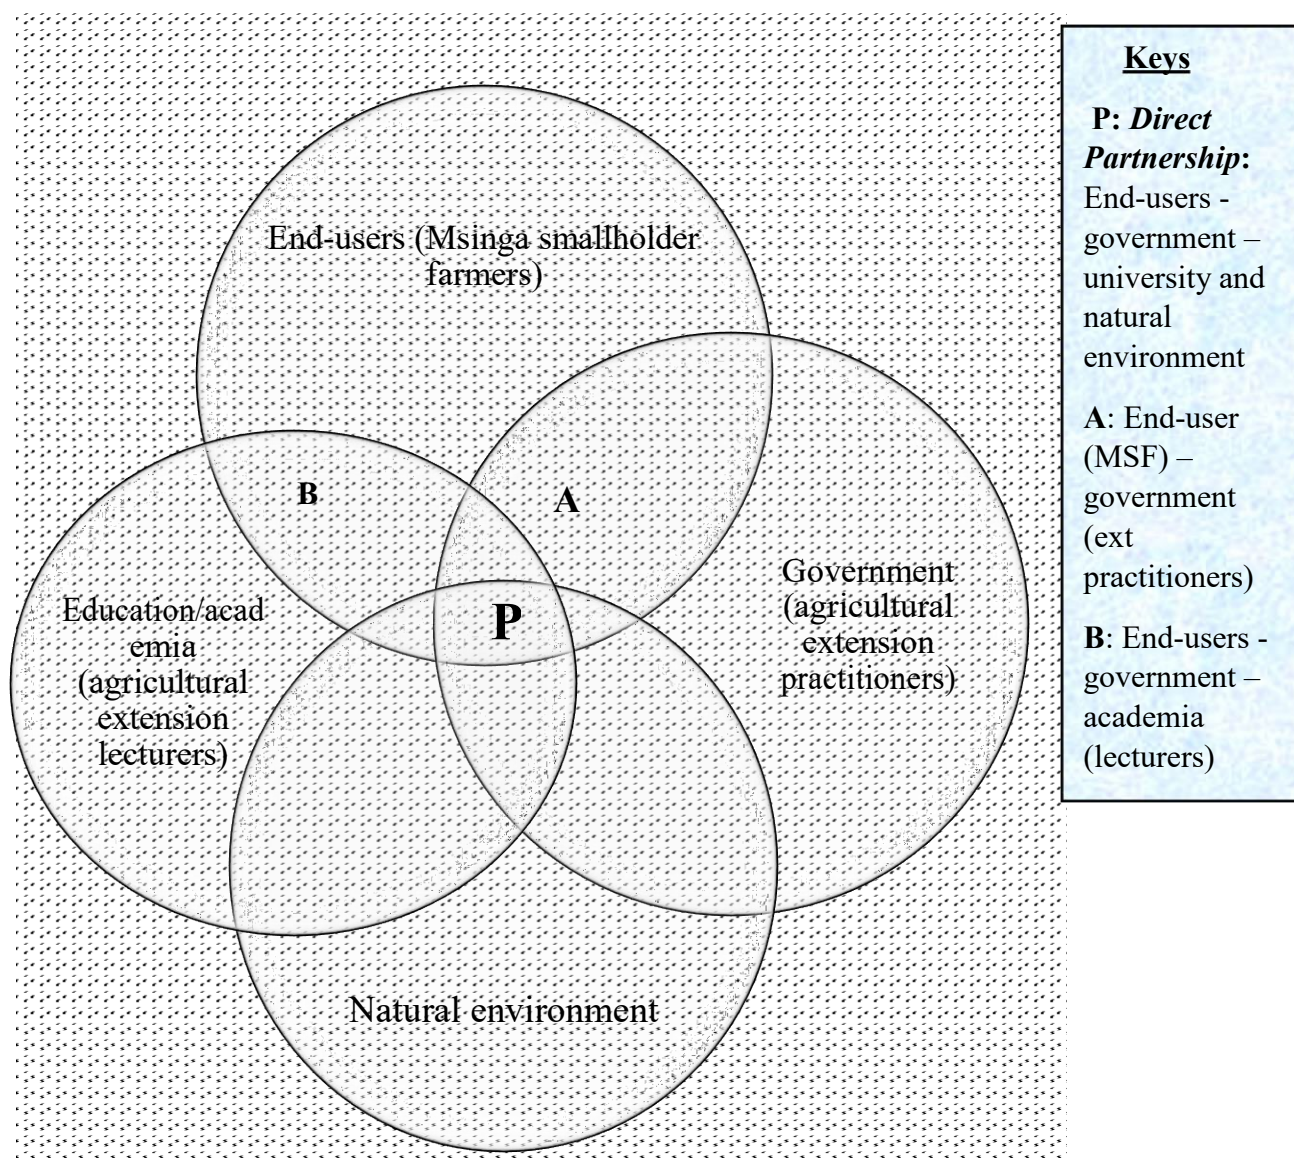 End-users (Msinga smallholder
farmers)
B
A
P
Government
(agricultural
extension
practitioners)
Education/acad
emia
(agricultural
extension
lecturers)
Natural environment
Keys
P: Direct
Partnership:
End-users -
government –
university and
natural
environment
A: End-user
(MSF) –
government
(ext
practitioners)
B: End-users -
government –
academia
(lecturers)